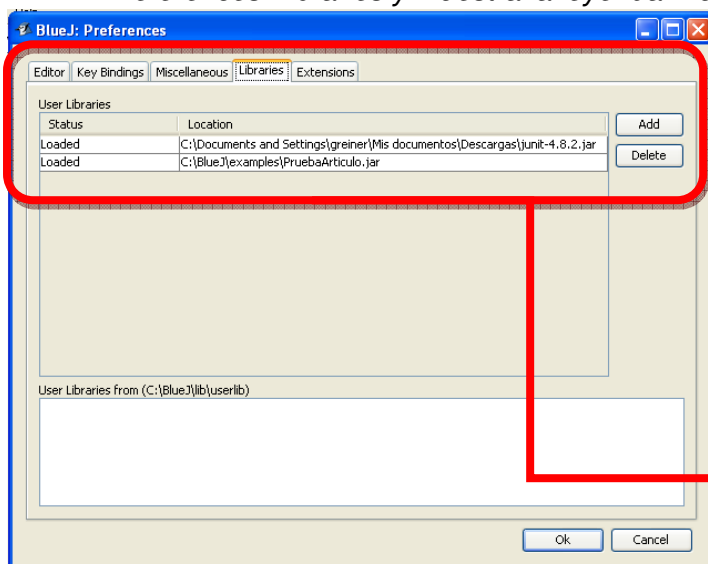 BlueJ: Preferences
Editor Key Bindings Miscellaneous Libraries Extensions
User Libraries
Status Location
Loaded C:\Documents and Settings\greiner\Mis documentos\Descargas\junit-4.8.2.jar
Loaded C:\BlueJ\examples\PruebaArticulo.jar
Add
Delete
User Libraries from (C:\BlueJ\lib\userlib)
Ok Cancel